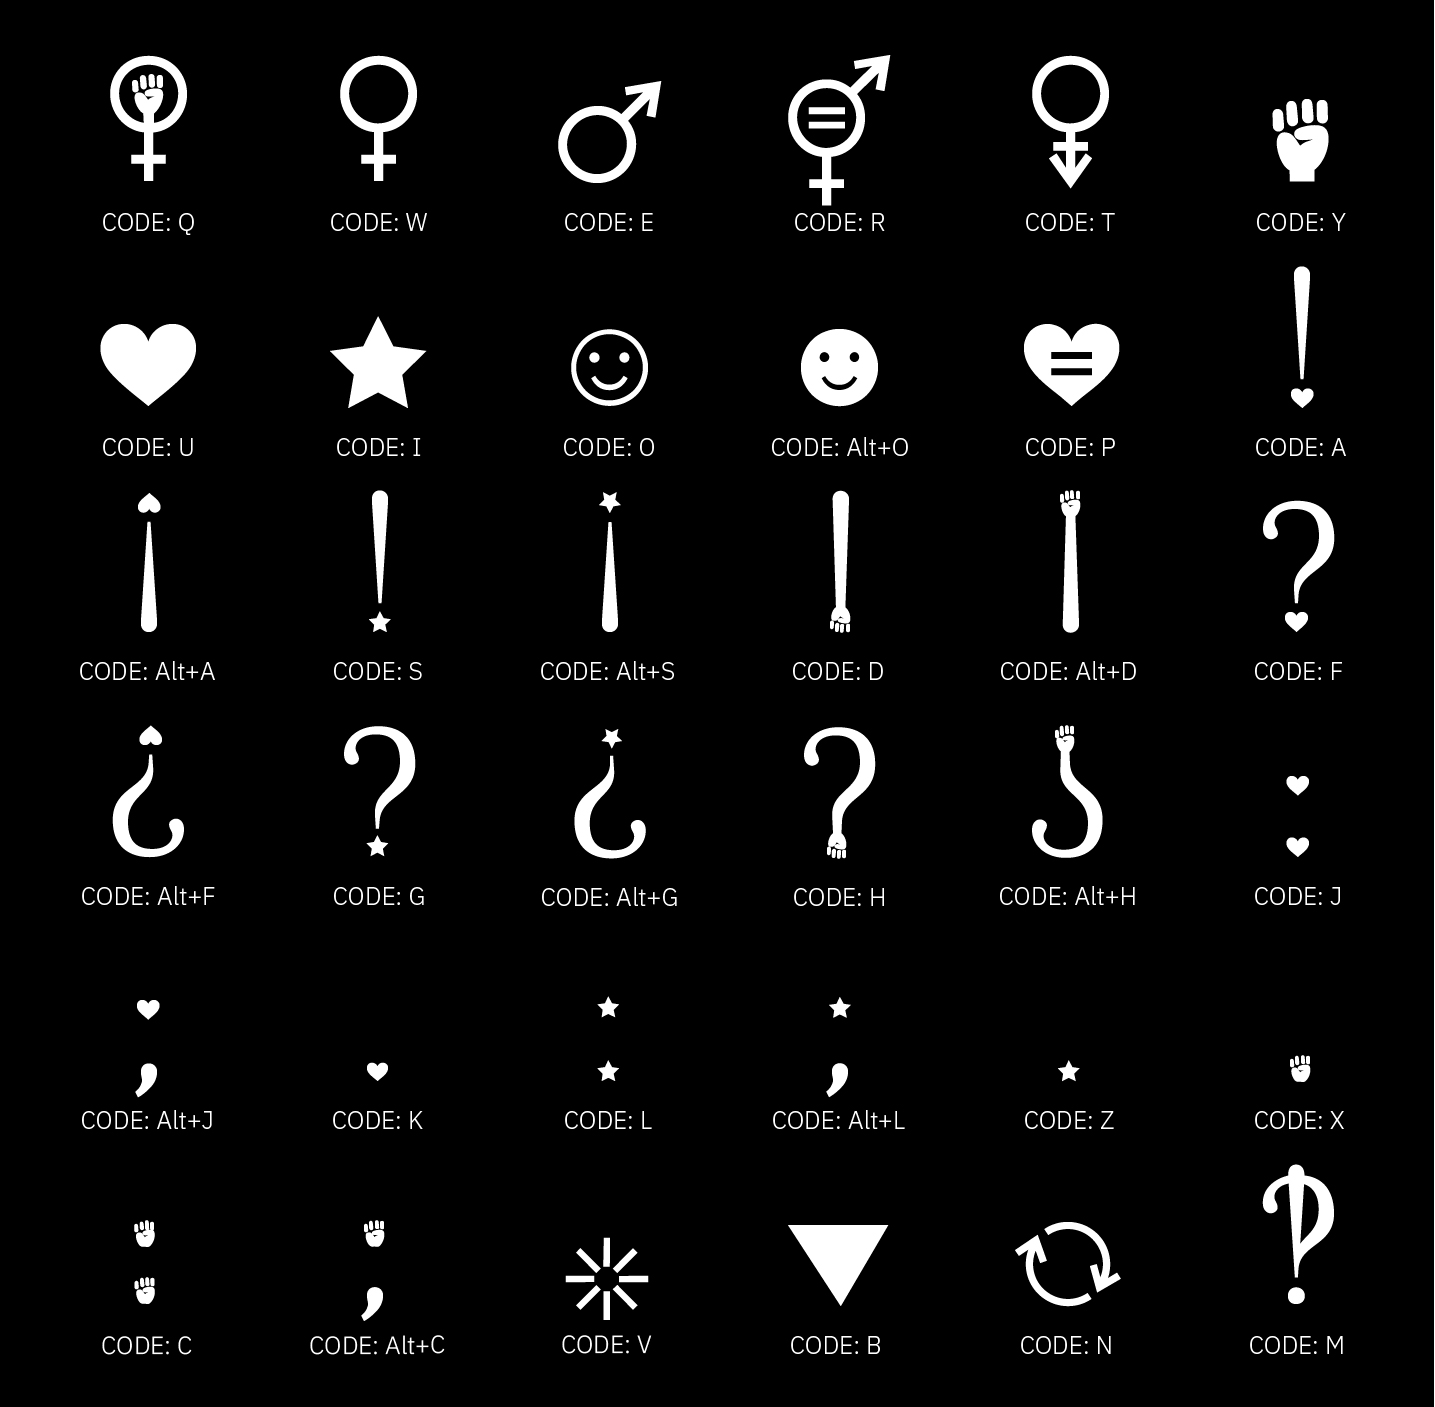 CODE: Q CODE: W CODE: E CODE: R CODE: T CODE: Y
CODE: U CODE: I CODE: O CODE: Alt+O CODE: P CODE: A
CODE: Alt+A CODE: S CODE: Alt+S CODE: D CODE: Alt+D CODE: F
CODE: Alt+F CODE: G CODE: Alt+G CODE: H CODE: Alt+H CODE: J
CODE: Alt+J CODE: K CODE: L CODE: Alt+L CODE: Z CODE: X
CODE: C CODE: Alt+C CODE: V CODE: B CODE: N CODE: M